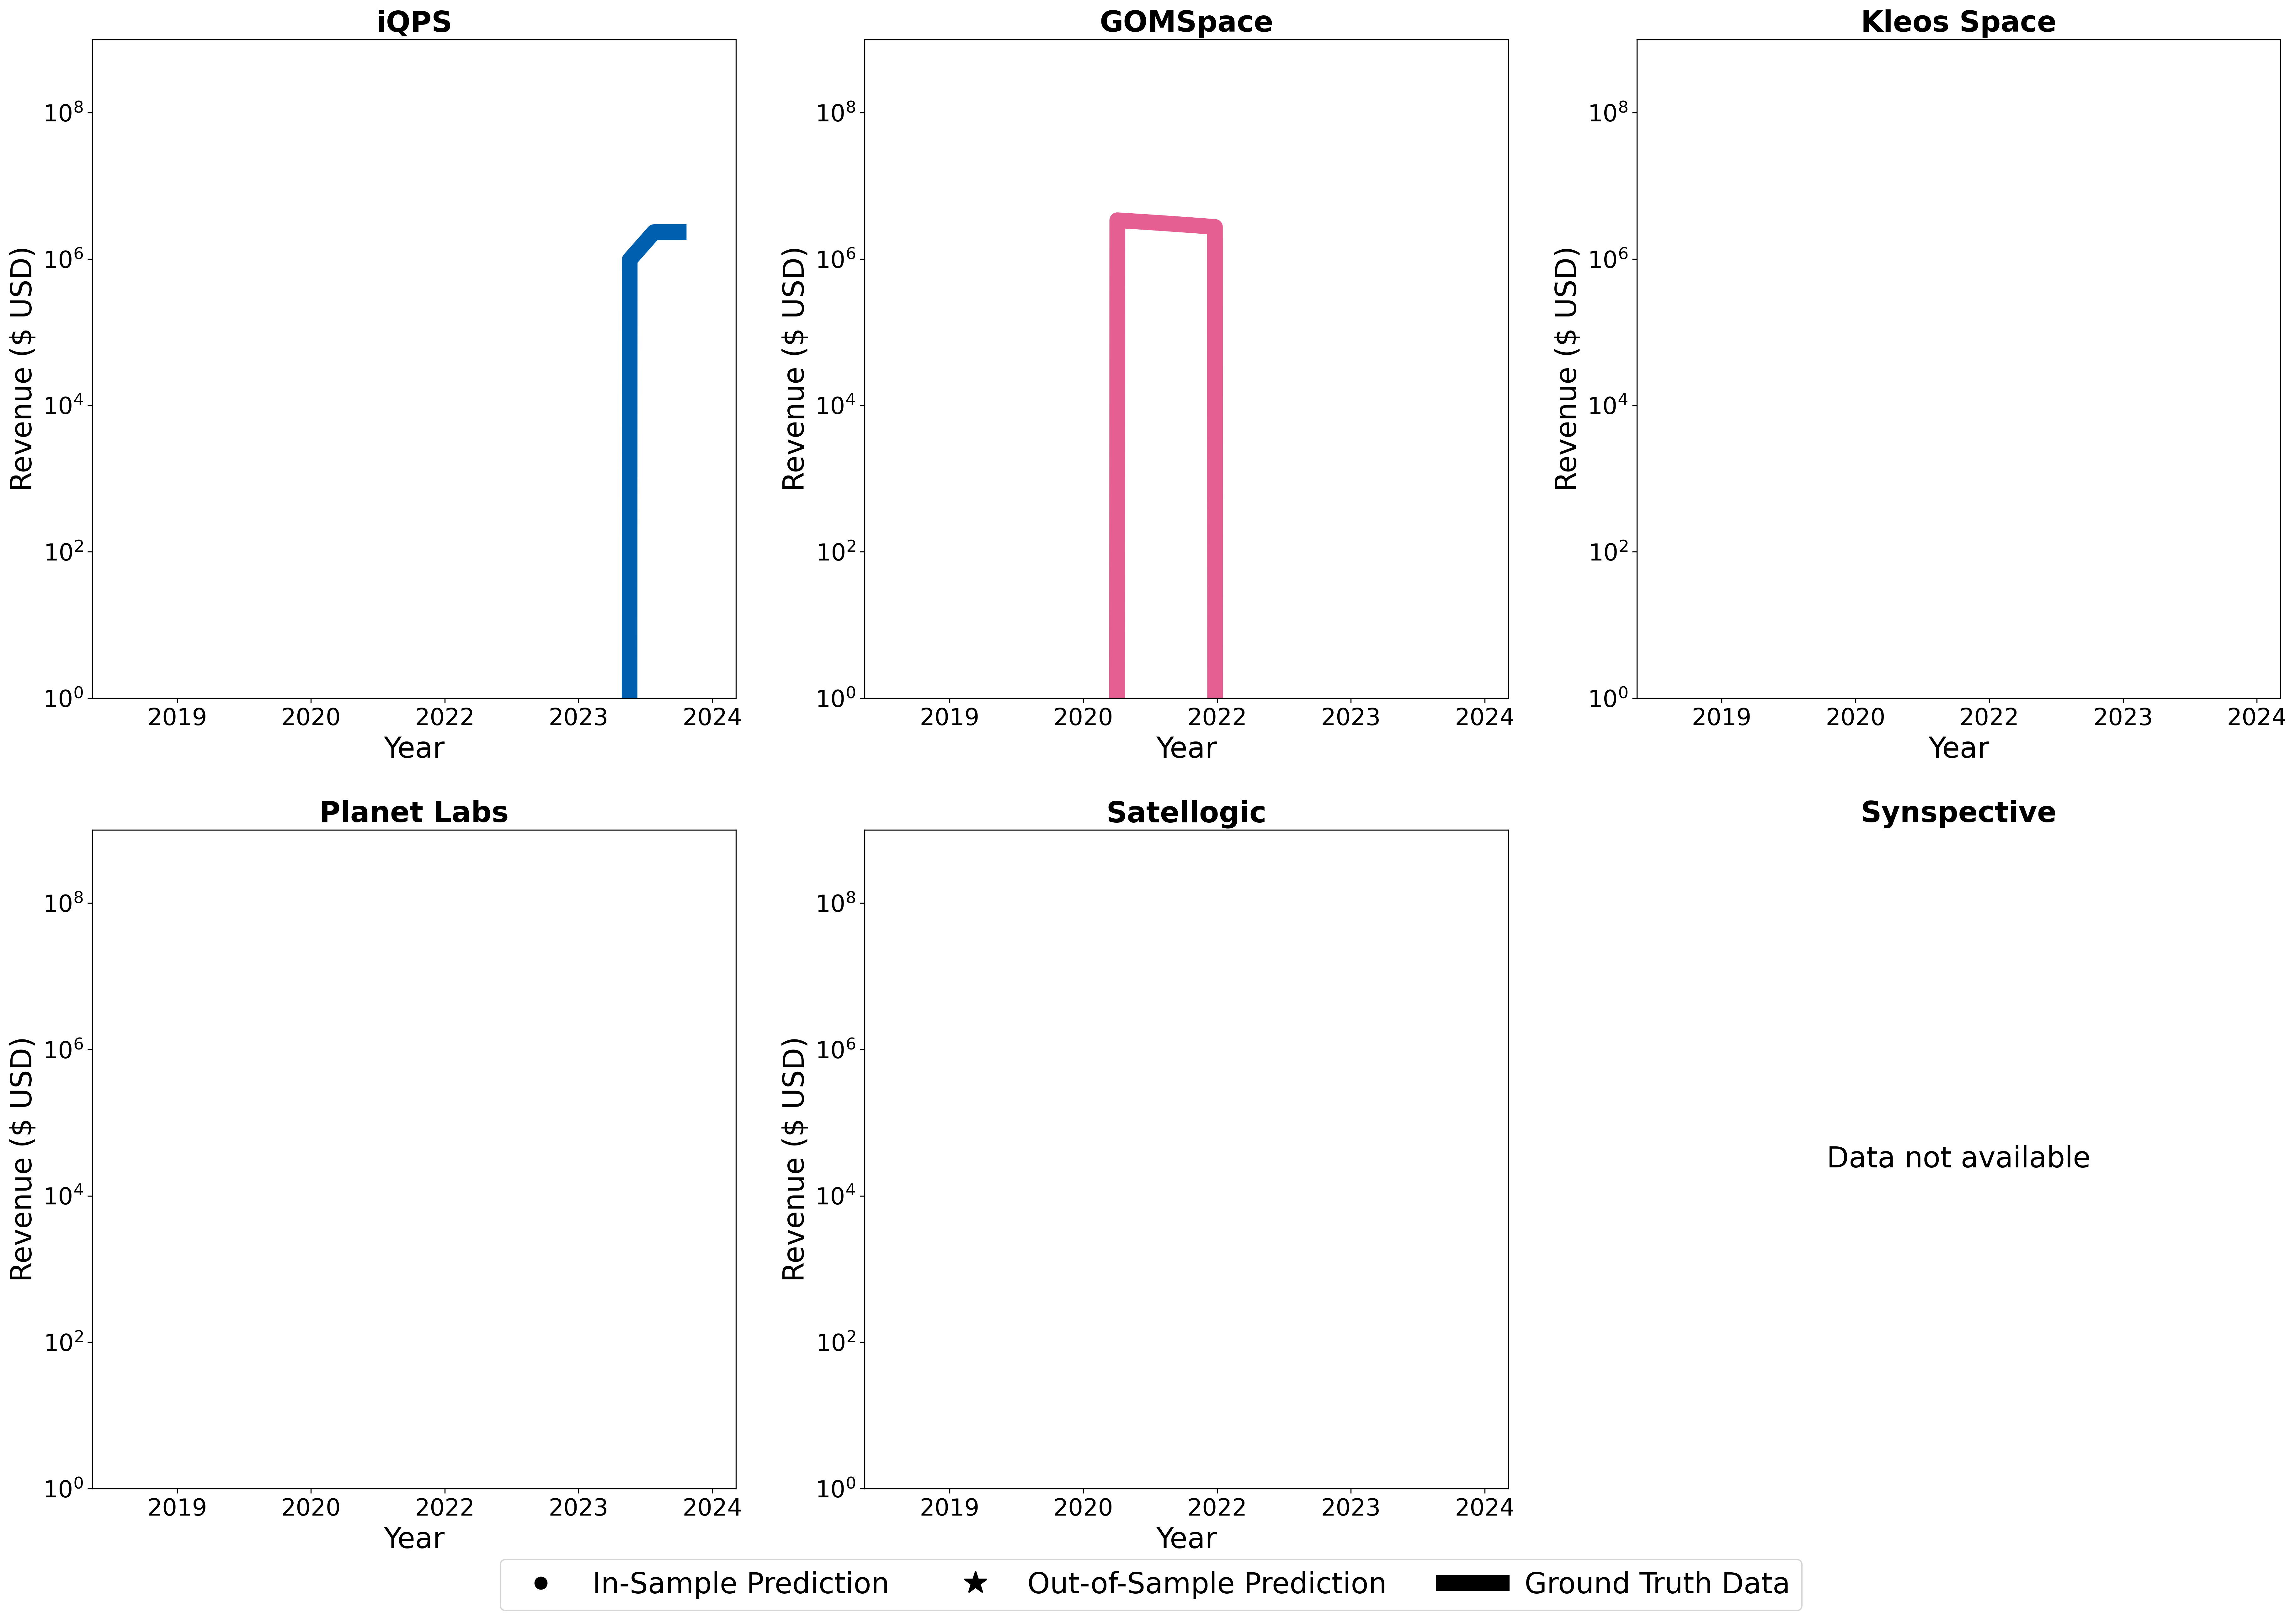 iQPS
GOMSpace
Kleos Space
Revenue ($ USD)
10^8
10^6
10^4
10^2
10^0
2019 2020 2022 2023 2024
Year
Revenue ($ USD)
10^8
10^6
10^4
10^2
10^0
2019 2020 2022 2023 2024
Year
Revenue ($ USD)
10^8
10^6
10^4
10^2
10^0
2019 2020 2022 2023 2024
Year
Planet Labs
Satellogic
Synspective
Revenue ($ USD)
10^8
10^6
10^4
10^2
10^0
2019 2020 2022 2023 2024
Year
Revenue ($ USD)
10^8
10^6
10^4
10^2
10^0
2019 2020 2022 2023 2024
Year
Data not available
In-Sample Prediction
Out-of-Sample Prediction
Ground Truth Data